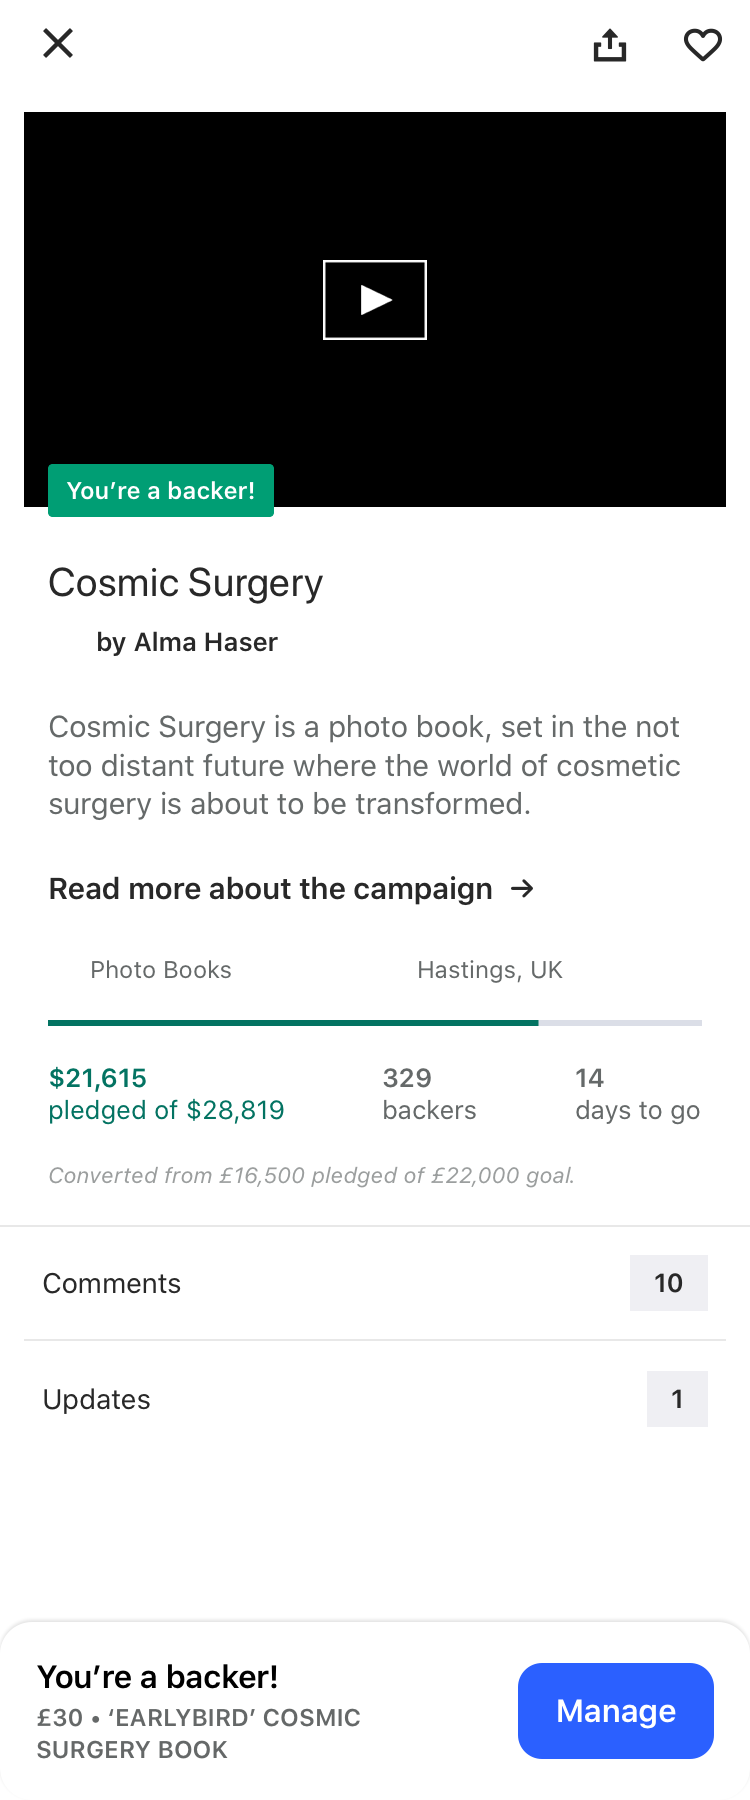 You’re a backer!
Cosmic Surgery
by Alma Haser
Cosmic Surgery is a photo book, set in the not
too distant future where the world of cosmetic
surgery is about to be transformed.
Read more about the campaign →
Photo Books
Hastings, UK
$21,615
pledged of $28,819
329
backers
14
days to go
Converted from £16,500 pledged of £22,000 goal.
Comments
10
Updates
1
You’re a backer!
£30 • ‘EARLYBIRD’ COSMIC
SURGERY BOOK
Manage